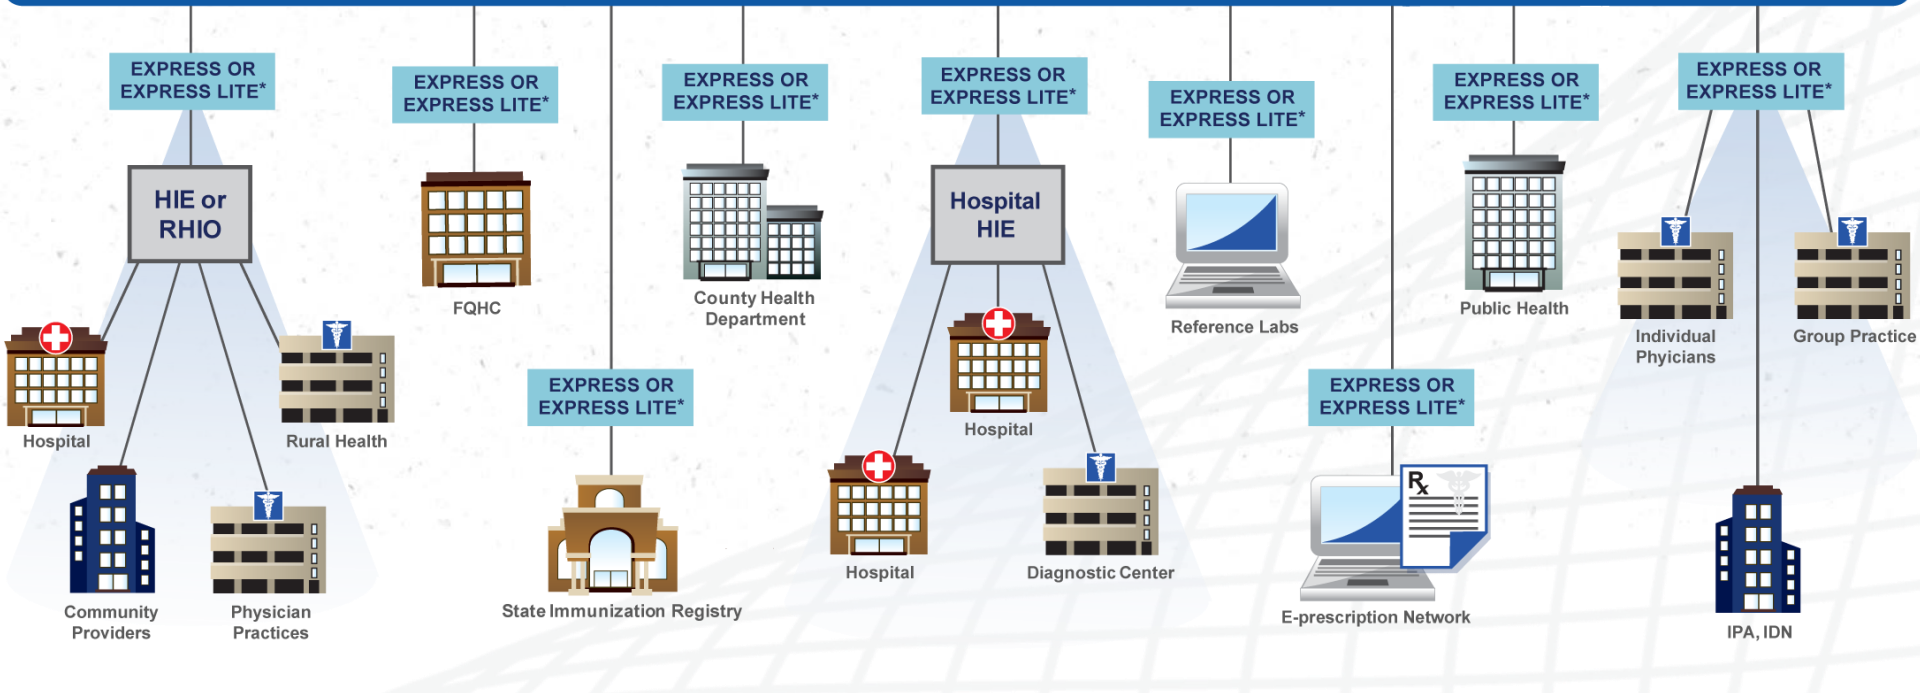 EXPRESS OR
EXPRESS LITE*
HIE or
RHIO
Hospital
Rural Health
Community
Providers
Physician
Practices
EXPRESS OR
EXPRESS LITE*
FQHC
EXPRESS OR
EXPRESS LITE*
State Immunization Registry
EXPRESS OR
EXPRESS LITE*
County Health
Department
EXPRESS OR
EXPRESS LITE*
Hospital
HIE
Hospital
Hospital
Diagnostic Center
EXPRESS OR
EXPRESS LITE*
Reference Labs
EXPRESS OR
EXPRESS LITE*
Rx
E-prescription Network
EXPRESS OR
EXPRESS LITE*
Public Health
EXPRESS OR
EXPRESS LITE*
Individual
Phyicians
Group Practice
IPA, IDN